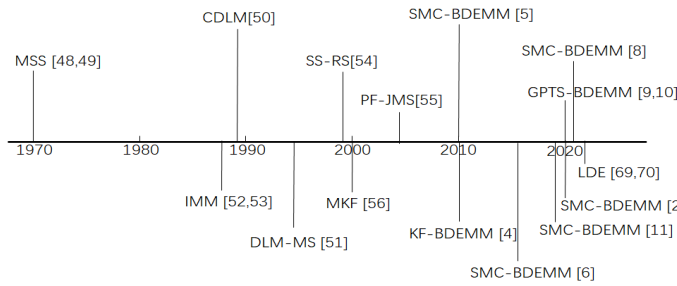 SMC-BDEMM [5]
CDLM[50]
SMC-BDEMM [8]
MSS [48,49]
SS-RS[54]
GPTS-BDEMM [9,10]
PF-JMS[55]
1970 1980 1990 2000 2010 2020
LDE [69,70]
IMM [52,53]
MKF [56]
SMC-BDEMM [2
KF-BDEMM [4]
SMC-BDEMM [11]
DLM-MS [51]
SMC-BDEMM [6]